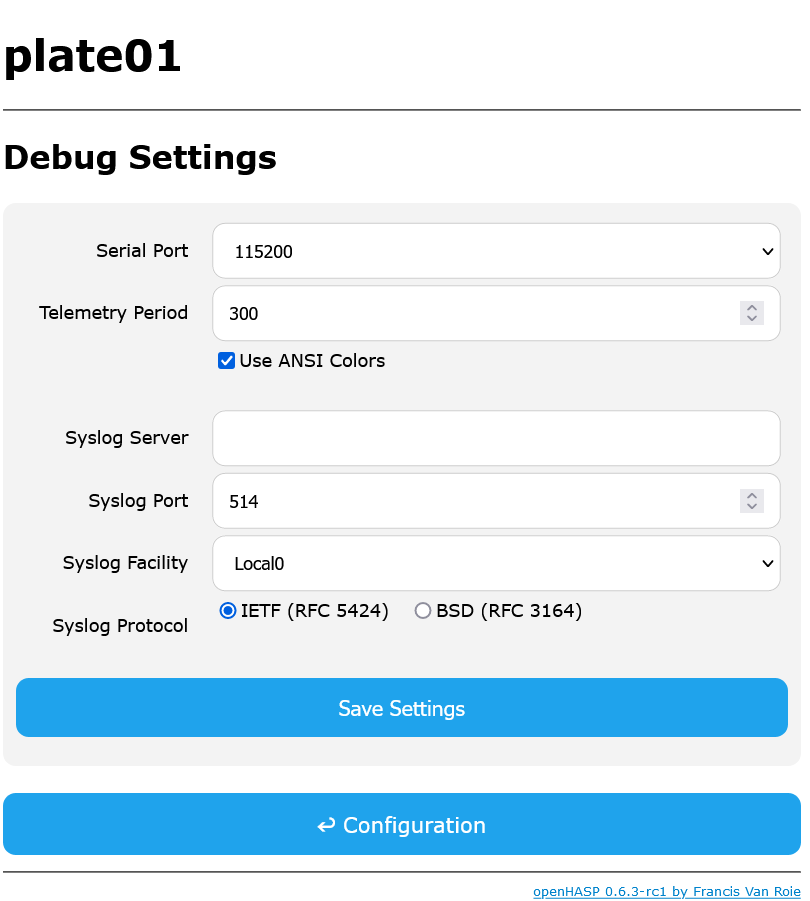 plate01
Debug Settings
Serial Port 115200
Telemetry Period 300
Use ANSI Colors
Syslog Server
Syslog Port 514
Syslog Facility Local0
Syslog Protocol IETF (RFC 5424) BSD (RFC 3164)
Save Settings
↩ Configuration
openHASP 0.6.3-rc1 by Francis Van Roie